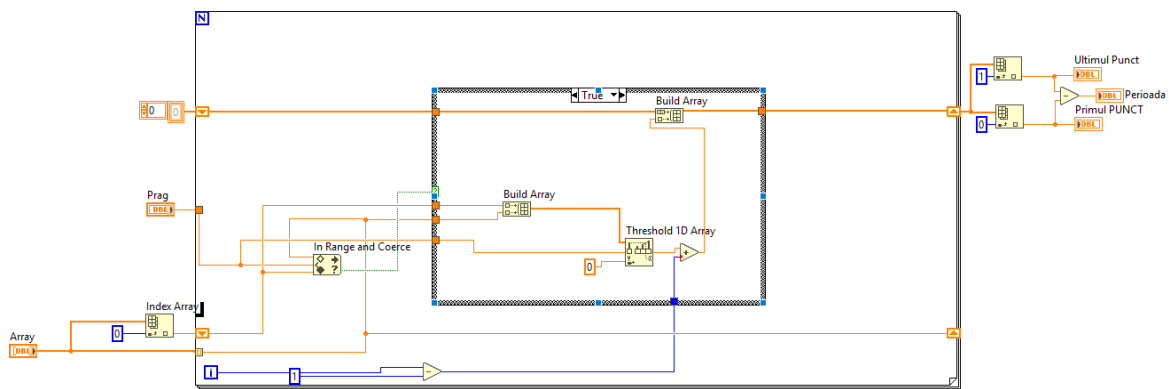 N
Ultimul Punct
1
DBL
True
Build Array
Perioada
0
0
DBL
Primul PUNCT
0
DBL
Prag
Build Array
DBL
Threshold 1D Array
In Range and Coerce
?
0
Index Array
0
Array
DBL
i
1